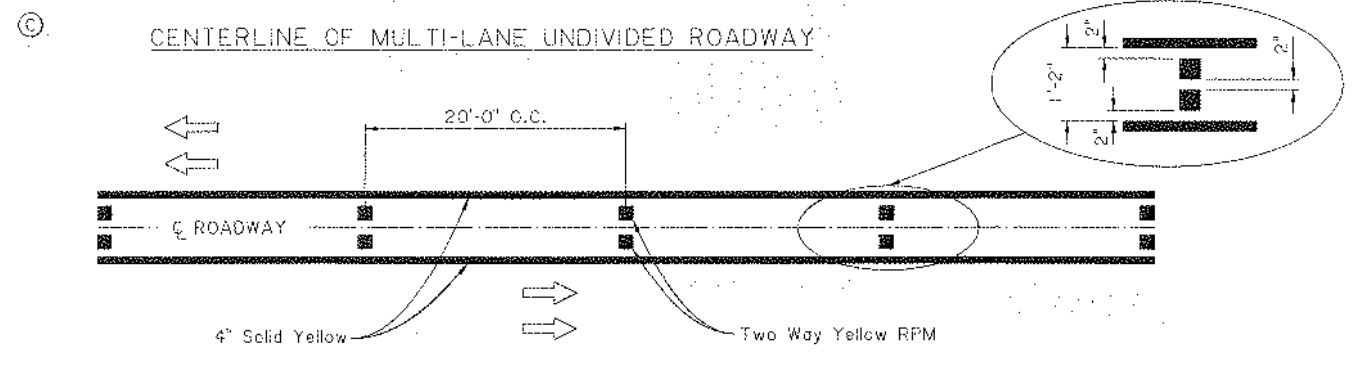 Ⓒ
CENTERLINE OF MULTI-LANE UNDIVIDED ROADWAY
2"
2"
1'-2"
2"
20'-0" O.C.
℄ ROADWAY
4" Solid Yellow
Two Way Yellow RPM